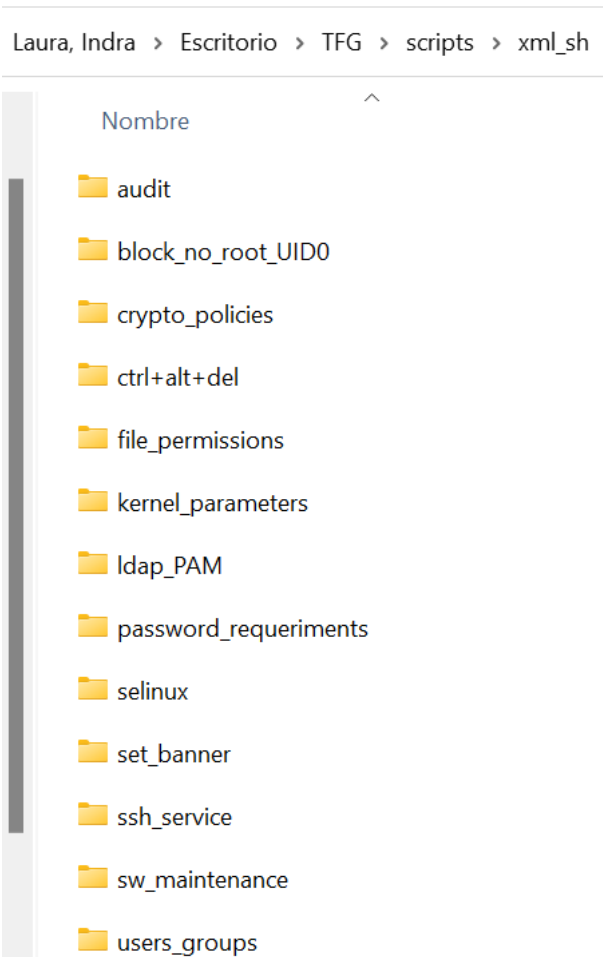 Laura, Indra > Escritorio > TFG > scripts > xml_sh
Nombre
audit
block_no_root_UID0
crypto_policies
ctrl+alt+del
file_permissions
kernel_parameters
ldap_PAM
password_requeriments
selinux
set_banner
ssh_service
sw_maintenance
users_groups